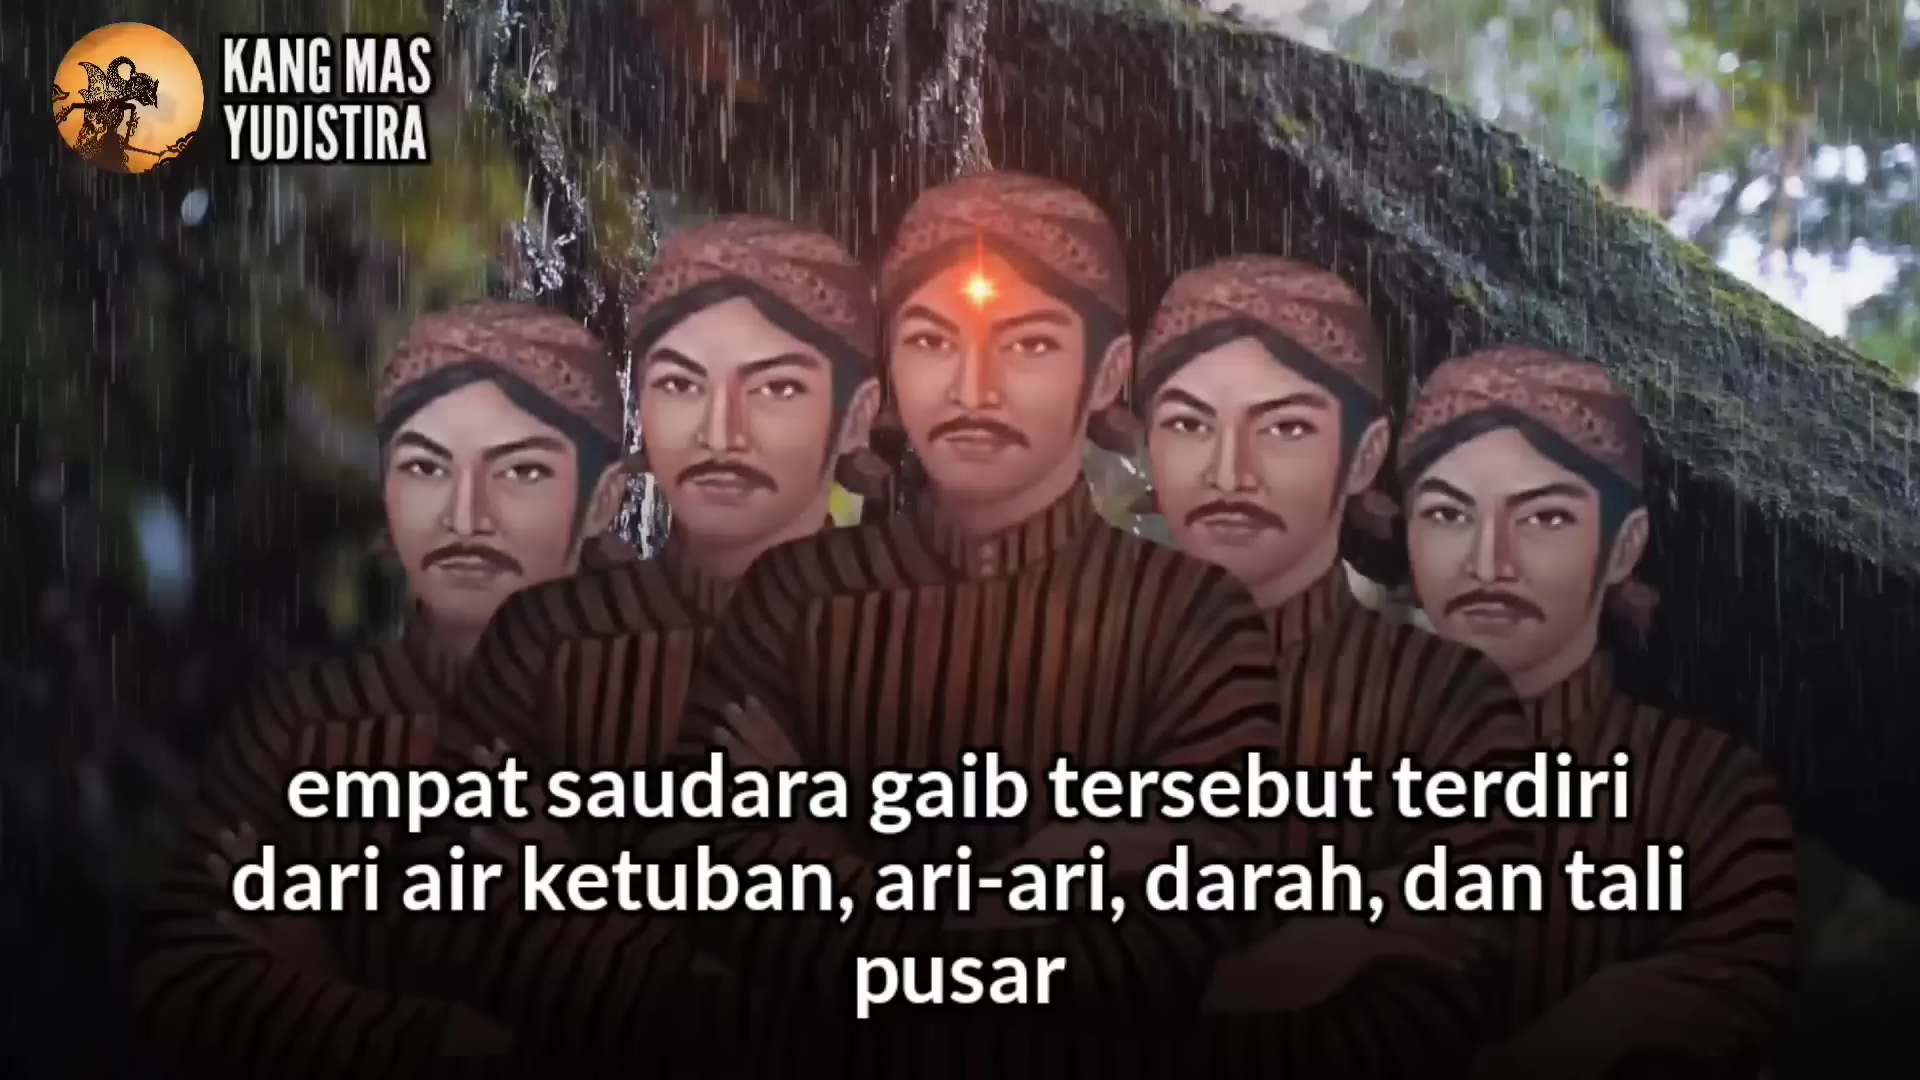 KANG MAS
YUDISTIRA
empat saudara gaib tersebut terdiri
dari air ketuban, ari-ari, darah, dan tali
pusar